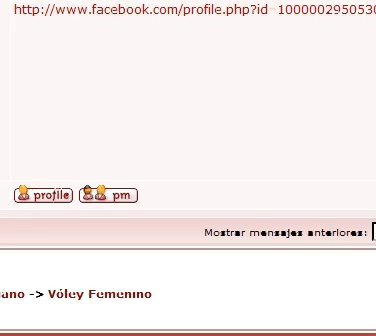 http://www.facebook.com/profile.php?id=1000002950530
profile pm
Mostrar mensajes anteriores:
ano -> Vóley Femenino